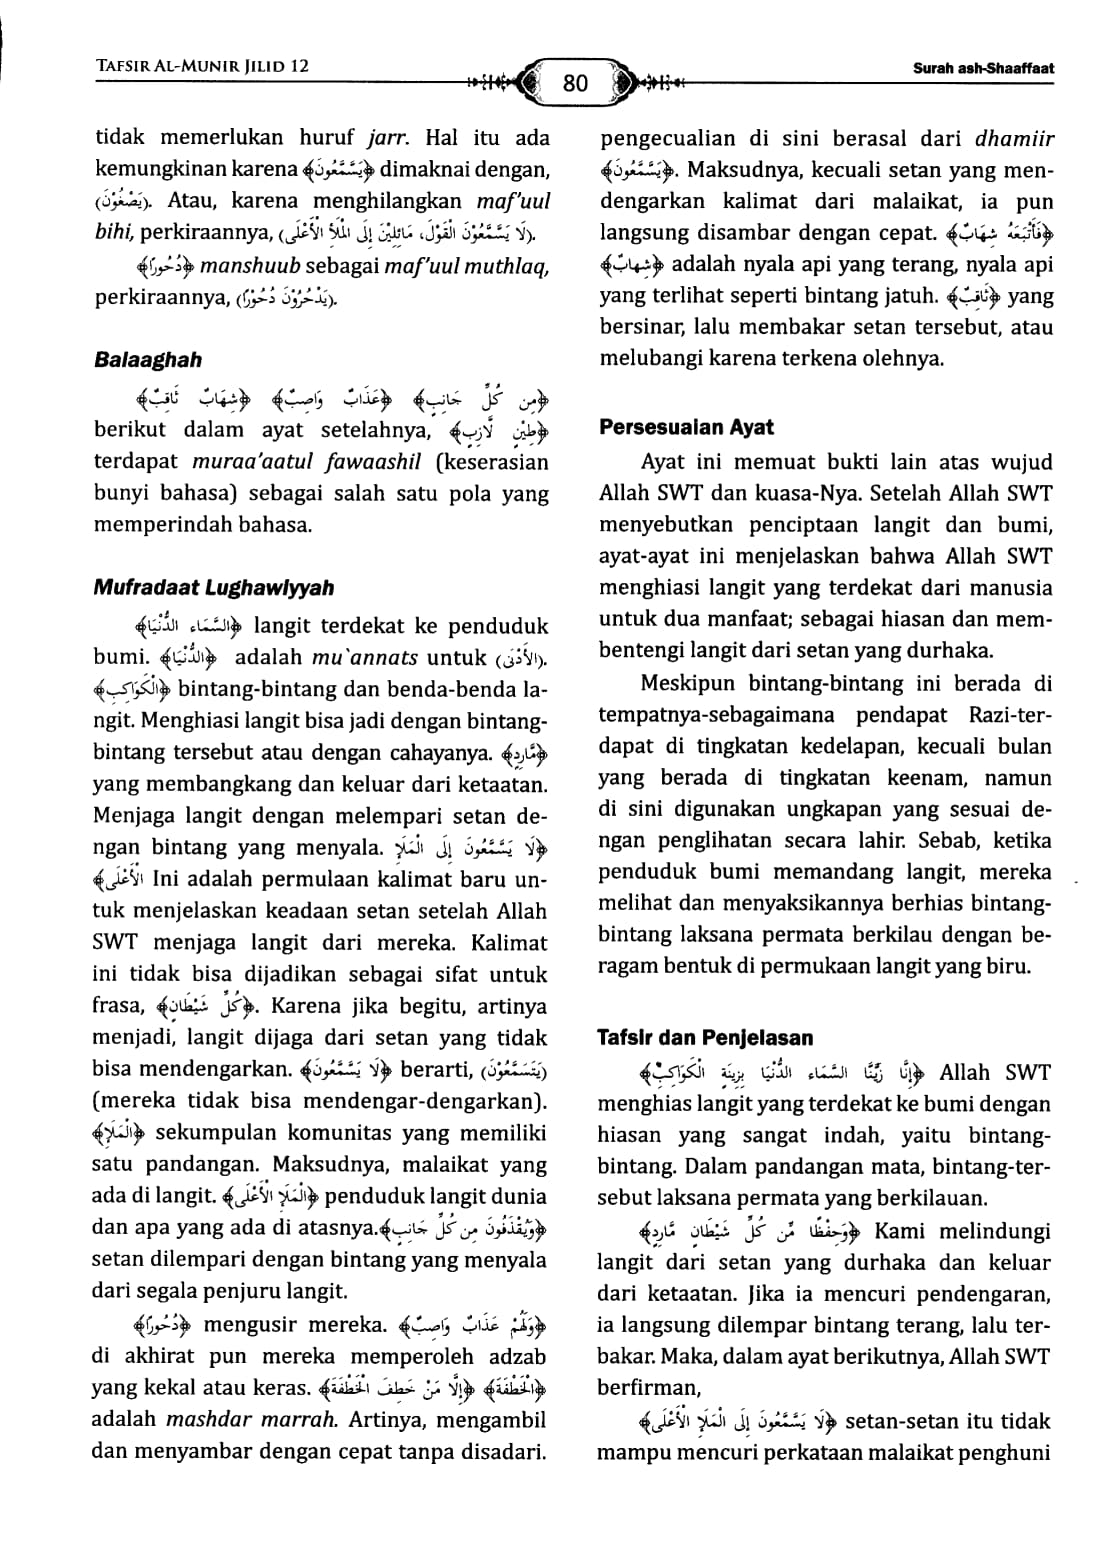 TAFSIR AL-MUNIR JILID 12
80
Surah ash-Shaaffaat
tidak memerlukan huruf jarr. Hal itu ada
kemungkinan karena ﴿يَسَّمَّعُونَ﴾ dimaknai dengan,
(يَصْغُوْنَ). Atau, karena menghilangkan maf'uul
bihi, perkiraannya, (لَا يَسَّمَّعُوْنَ الْقَوْلَ، مَائِلِيْنَ إِلَى الْمَلَأِ الْأَعْلَى).
﴿دُحُورًا﴾ manshuub sebagai maf'uul muthlaq,
perkiraannya, (يَدْحُرُوْنَ دُحُوْرًا).
Balaaghah
﴿مِن كُلِّ جَانِبٍ﴾ ﴿عَذَابٌ وَاصِبٌ﴾ ﴿شِهَابٌ ثَاقِبٌ﴾
berikut dalam ayat setelahnya, ﴿طِيْنٍ لَّازِبٍ﴾
terdapat muraa'aatul fawaashil (keserasian
bunyi bahasa) sebagai salah satu pola yang
memperindah bahasa.
Mufradaat Lughawiyyah
﴿السَّمَاء الدُّنْيَا﴾ langit terdekat ke penduduk
bumi. ﴿الدُّنْيَا﴾ adalah mu`annats untuk (الأَدْنَى).
﴿الْكَوَاكِبِ﴾ bintang-bintang dan benda-benda la-
ngit. Menghiasi langit bisa jadi dengan bintang-
bintang tersebut atau dengan cahayanya. ﴿مَّارِدٍ﴾
yang membangkang dan keluar dari ketaatan.
Menjaga langit dengan melempari setan de-
ngan bintang yang menyala. ﴿لَا يَسَّمَّعُونَ إِلَى الْمَلَإِ
الْأَعْلَى﴾ Ini adalah permulaan kalimat baru un-
tuk menjelaskan keadaan setan setelah Allah
SWT menjaga langit dari mereka. Kalimat
ini tidak bisa dijadikan sebagai sifat untuk
frasa, ﴿كُلِّ شَيْطَانٍ﴾. Karena jika begitu, artinya
menjadi, langit dijaga dari setan yang tidak
bisa mendengarkan. ﴿لَا يَسَّمَّعُونَ﴾ berarti, (يَتَسَمَّعُوْنَ)
(mereka tidak bisa mendengar-dengarkan).
﴿الْمَلَإِ﴾ sekumpulan komunitas yang memiliki
satu pandangan. Maksudnya, malaikat yang
ada di langit. ﴿الْمَلَإِ الْأَعْلَى﴾ penduduk langit dunia
dan apa yang ada di atasnya.﴿وَيُقْذَفُونَ مِن كُلِّ جَانِبٍ﴾
setan dilempari dengan bintang yang menyala
dari segala penjuru langit.
﴿دُحُورًا﴾ mengusir mereka. ﴿وَلَهُمْ عَذَابٌ وَاصِبٌ﴾
di akhirat pun mereka memperoleh adzab
yang kekal atau keras. ﴿إِلَّا مَنْ خَطِفَ الْخَطْفَةَ﴾ ﴿الْخَطْفَةَ﴾
adalah mashdar marrah. Artinya, mengambil
dan menyambar dengan cepat tanpa disadari.
pengecualian di sini berasal dari dhamiir
﴿يَسَّمَّعُونَ﴾. Maksudnya, kecuali setan yang men-
dengarkan kalimat dari malaikat, ia pun
langsung disambar dengan cepat. ﴿فَأَتْبَعَهُ شِهَابٌ﴾
﴿شِهَابٌ﴾ adalah nyala api yang terang, nyala api
yang terlihat seperti bintang jatuh. ﴿ثَاقِبٌ﴾ yang
bersinar, lalu membakar setan tersebut, atau
melubangi karena terkena olehnya.
Persesuaian Ayat
Ayat ini memuat bukti lain atas wujud
Allah SWT dan kuasa-Nya. Setelah Allah SWT
menyebutkan penciptaan langit dan bumi,
ayat-ayat ini menjelaskan bahwa Allah SWT
menghiasi langit yang terdekat dari manusia
untuk dua manfaat; sebagai hiasan dan mem-
bentengi langit dari setan yang durhaka.
Meskipun bintang-bintang ini berada di
tempatnya-sebagaimana pendapat Razi-ter-
dapat di tingkatan kedelapan, kecuali bulan
yang berada di tingkatan keenam, namun
di sini digunakan ungkapan yang sesuai de-
ngan penglihatan secara lahir. Sebab, ketika
penduduk bumi memandang langit, mereka
melihat dan menyaksikannya berhias bintang-
bintang laksana permata berkilau dengan be-
ragam bentuk di permukaan langit yang biru.
Tafsir dan Penjelasan
﴿إِنَّا زَيَّنَّا السَّمَاء الدُّنْيَا بِزِينَةٍ الْكَوَاكِبِ﴾ Allah SWT
menghias langit yang terdekat ke bumi dengan
hiasan yang sangat indah, yaitu bintang-
bintang. Dalam pandangan mata, bintang-ter-
sebut laksana permata yang berkilauan.
﴿وَحِفْظًا مِّن كُلِّ شَيْطَانٍ مَّارِدٍ﴾ Kami melindungi
langit dari setan yang durhaka dan keluar
dari ketaatan. Jika ia mencuri pendengaran,
ia langsung dilempar bintang terang, lalu ter-
bakar. Maka, dalam ayat berikutnya, Allah SWT
berfirman,
﴿لَا يَسَّمَّعُونَ إِلَى الْمَلَإِ الْأَعْلَى﴾ setan-setan itu tidak
mampu mencuri perkataan malaikat penghuni